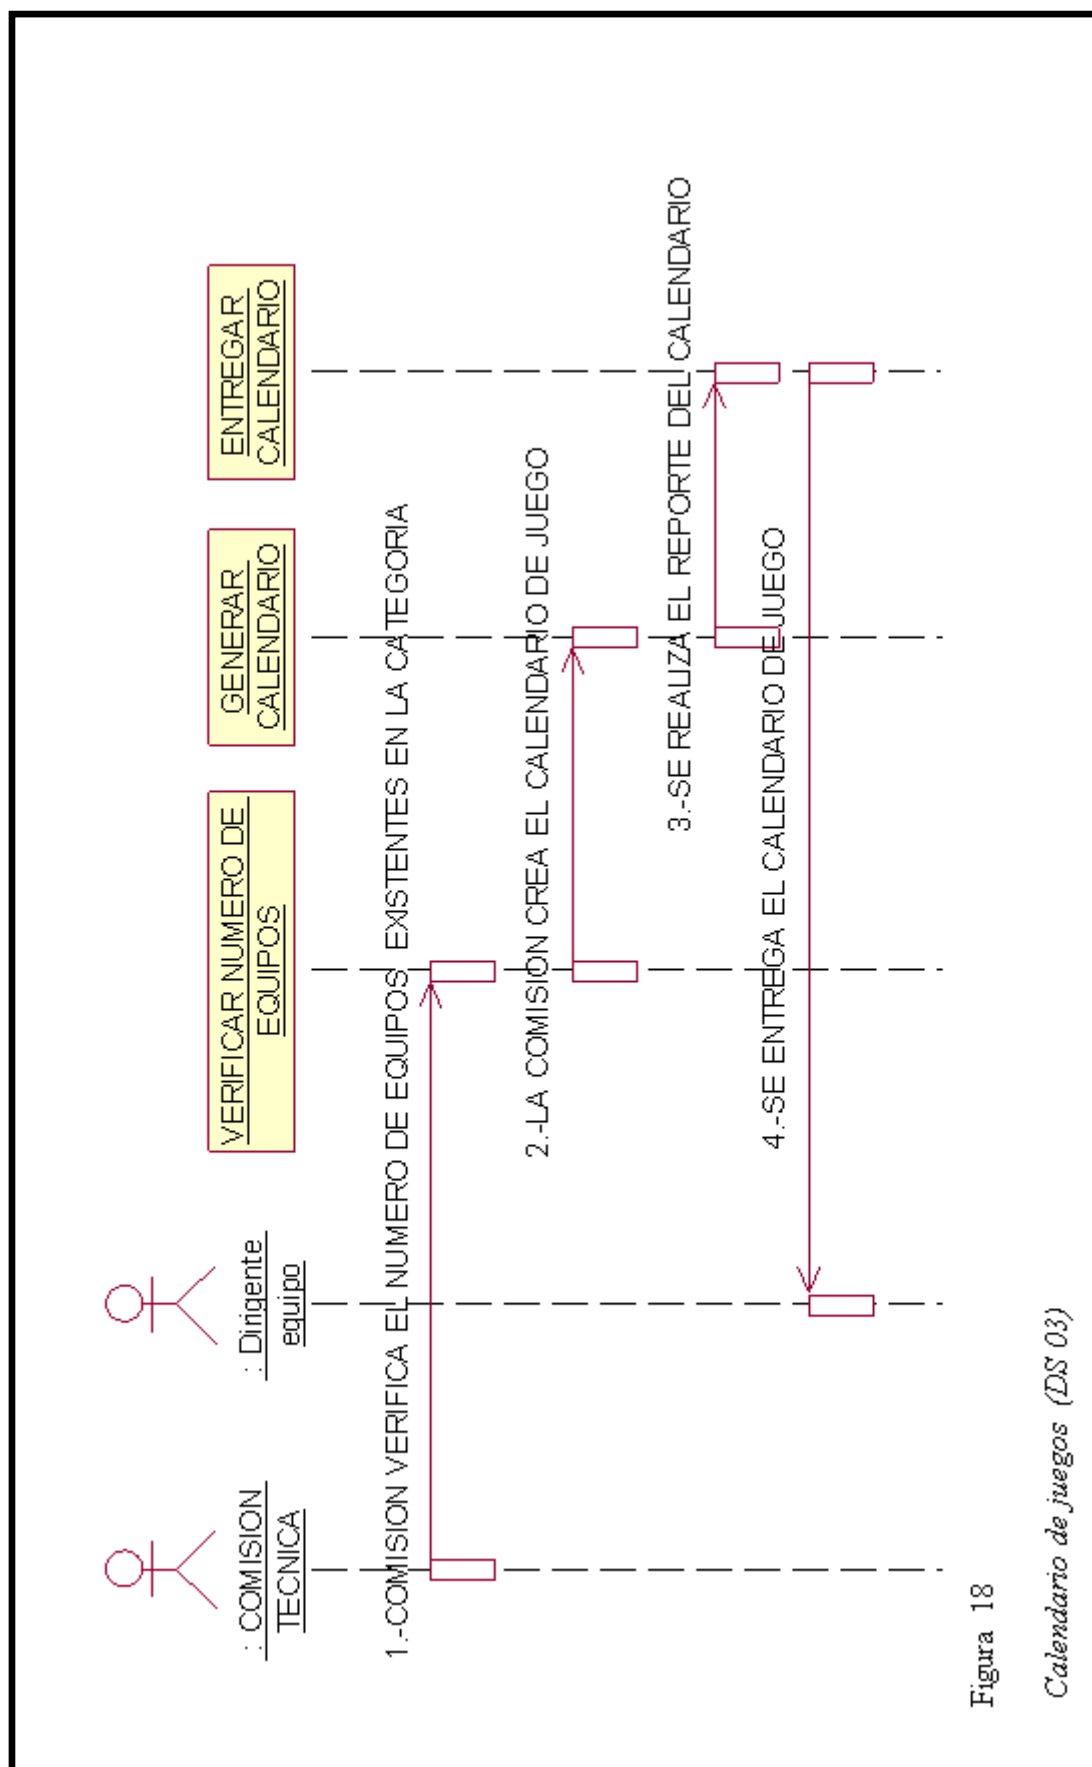 : COMISION
TECNICA
: Dirigente
equipo
VERIFICAR NUMERO DE
EQUIPOS
GENERAR
CALENDARIO
ENTREGAR
CALENDARIO
1.-COMISION VERIFICA EL NUMERO DE EQUIPOS EXISTENTES EN LA CATEGORIA
2.-LA COMISION CREA EL CALENDARIO DE JUEGO
3.-SE REALIZA EL REPORTE DEL CALENDARIO
4.-SE ENTREGA EL CALENDARIO DE JUEGO
Figura 18
Calendario de juegos (DS 03)